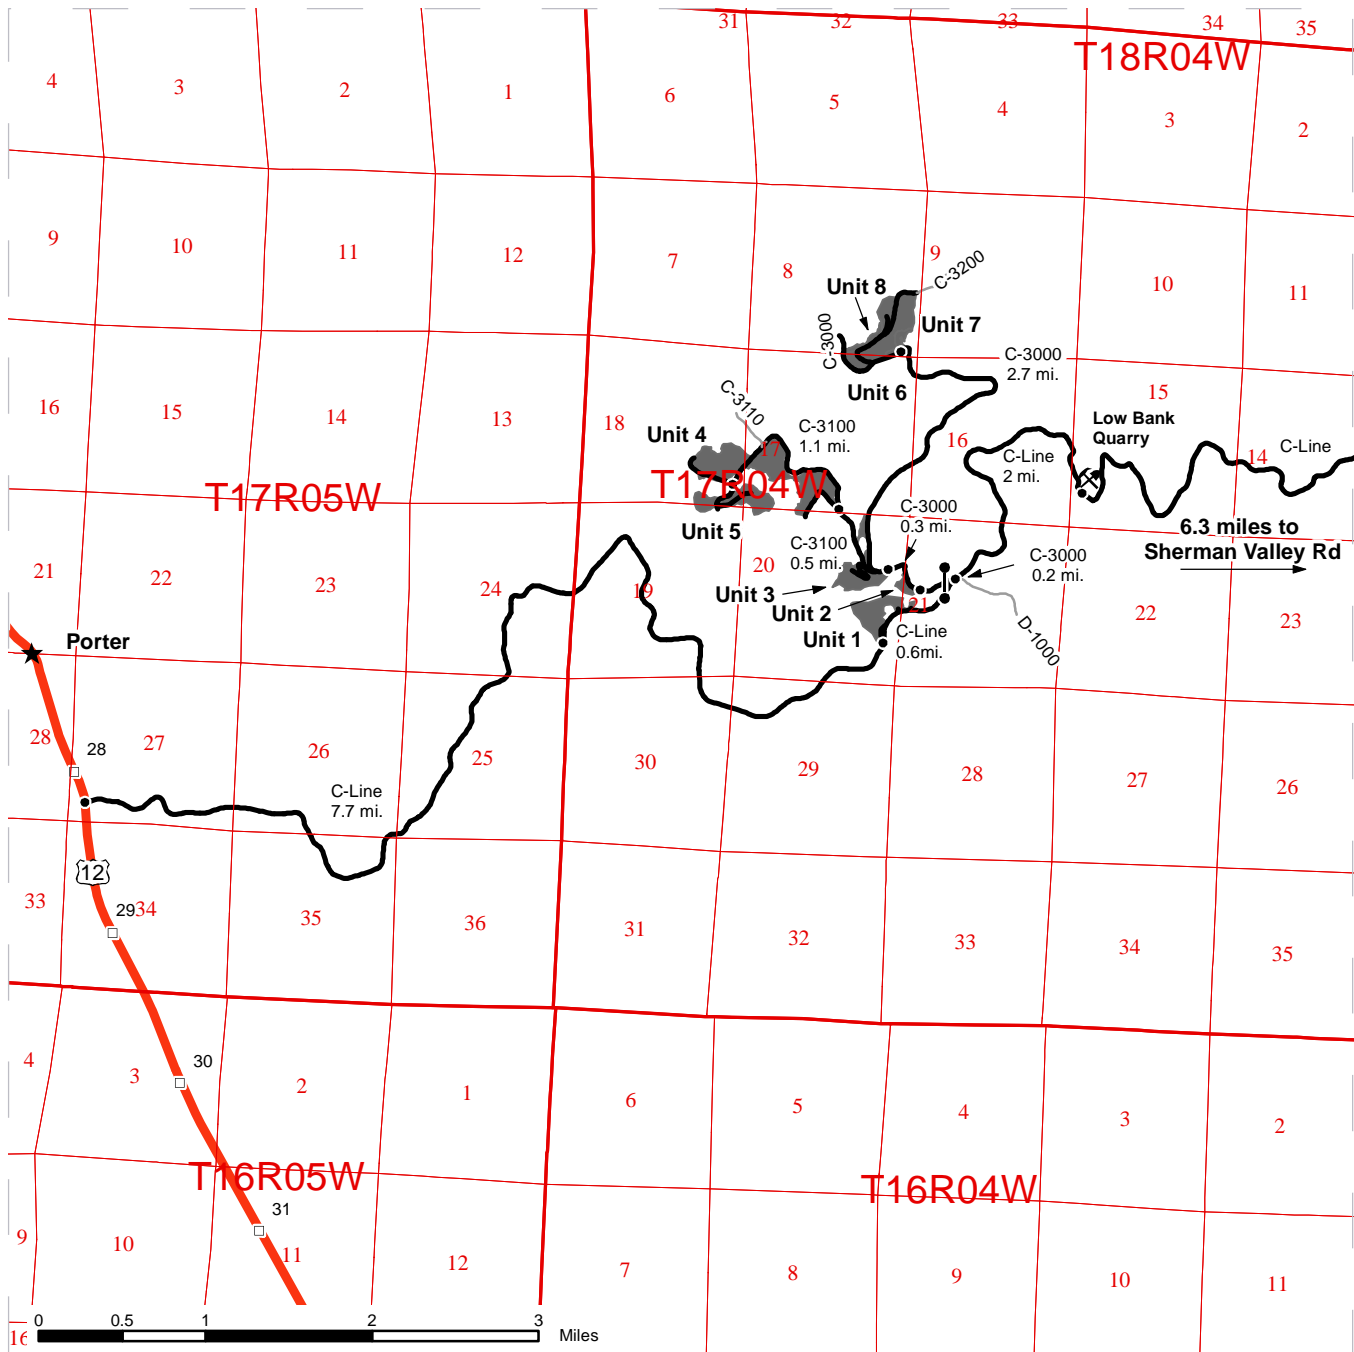 31
32
33
34
35
T18R04W
4
3
2
1
6
5
4
3
2
9
10
11
12
7
8
9
10
11
C-3200
Unit 8
Unit 7
C-3000
C-3000
2.7 mi.
Unit 6
16
15
14
13
18
17
16
15
14
C-3110
C-3100
1.1 mi.
Unit 4
Low Bank
Quarry
C-Line
2 mi.
C-Line
T17R05W
T17R04W
Unit 5
C-3000
0.3 mi.
6.3 miles to
Sherman Valley Rd
C-3100
0.5 mi.
C-3000
0.2 mi.
21
22
23
24
19
20
21
22
23
Unit 3
Unit 2
Unit 1
C-Line
0.6mi.
D-1000
Porter
28
28
27
26
25
30
29
28
27
26
C-Line
7.7 mi.
12
33
29
34
35
36
31
32
33
34
35
4
3
30
2
1
6
5
4
3
2
T16R05W
T16R04W
31
9
10
11
12
7
8
9
10
11
16
0
0.5
1
2
3
Miles